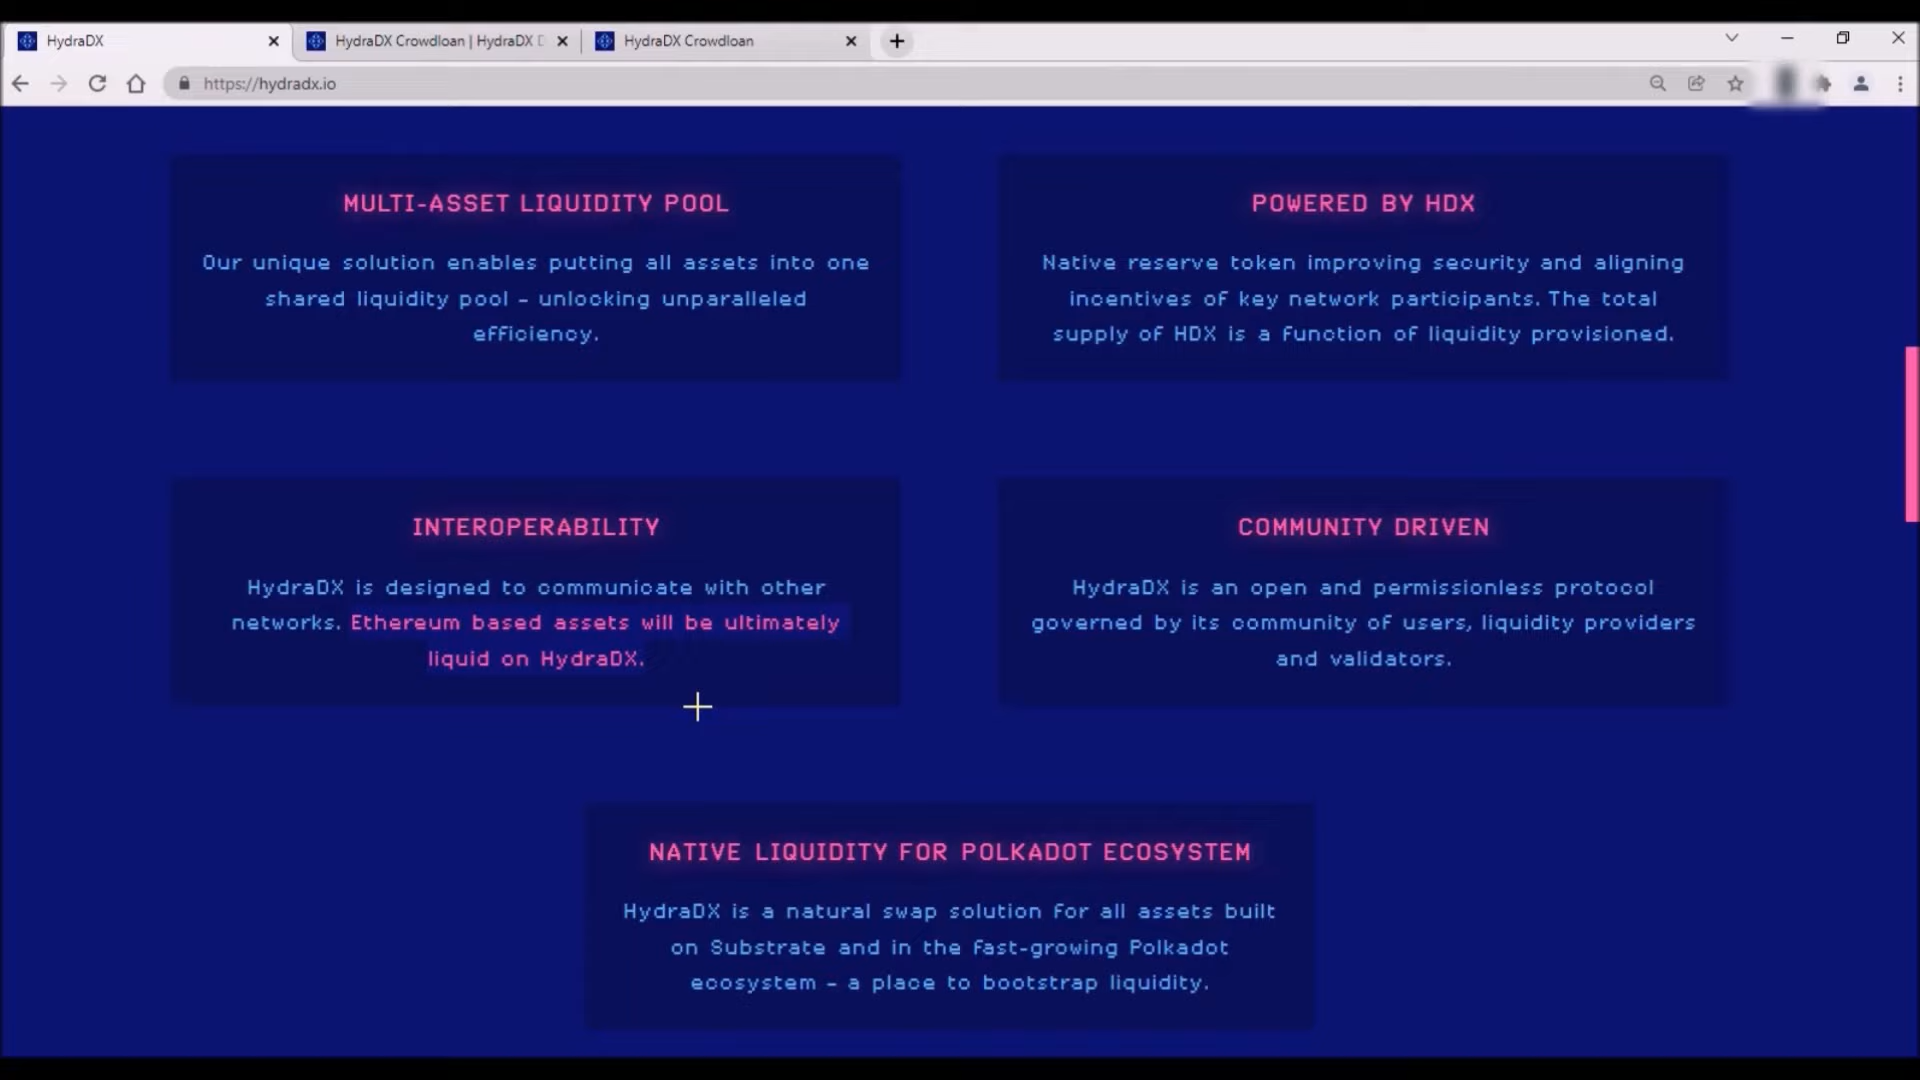 HydraDX
HydraDX Crowdloan | HydraDX D
HydraDX Crowdloan
https://hydradx.io
MULTI-ASSET LIQUIDITY POOL
Our unique solution enables putting all assets into one
shared liquidity pool – unlocking unparalleled
efficiency.
POWERED BY HDX
Native reserve token improving security and aligning
incentives of key network participants. The total
supply of HDX is a function of liquidity provisioned.
INTEROPERABILITY
HydraDX is designed to communicate with other
networks. Ethereum based assets will be ultimately
liquid on HydraDX.
COMMUNITY DRIVEN
HydraDX is an open and permissionless protocol
governed by its community of users, liquidity providers
and validators.
NATIVE LIQUIDITY FOR POLKADOT ECOSYSTEM
HydraDX is a natural swap solution for all assets built
on Substrate and in the fast-growing Polkadot
ecosystem – a place to bootstrap liquidity.